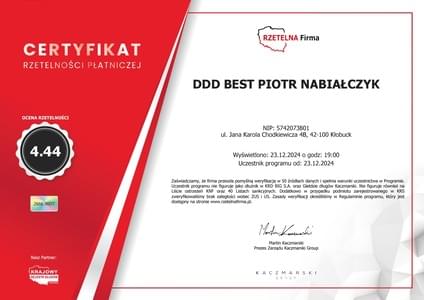 CERTYFIKAT
RZETELNOŚCI PŁATNICZEJ
RZETELNA Firma
DDD BEST PIOTR NABIAŁCZYK
NIP: 5742073801
ul. Jana Karola Chodkiewicza 4B, 42-100 Kłobuck
OCENA RZETELNOŚCI
4.44
Wyświetlono: 23.12.2024 o godz: 19:00
Uczestnik programu od: 23.12.2024
Zaświadczamy, że firma przeszła pomyślną weryfikację w 50 źródłach danych i spełnia warunki uczestnictwa w Programie.
Uczestnik programu nie figuruje jako dłużnik w KRD BIG S.A. oraz Giełdzie długów Kaczmarski. Nie figuruje również na
Liście ostrzeżeń KNF oraz 40 Listach sankcyjnych. Dodatkowo w przypadku podmiotu zarejestrowanego w KRS
zweryfikowaliśmy brak zaległości wobec ZUS i US. Zasady weryfikacji określiliśmy w Regulaminie programu, który jest
dostępny na stronie www.rzetelnafirma.pl.
Martin Kaczmarski
Prezes Zarządu Kaczmarski Group
Nasz Partner:
KRAJOWY
KACZMARSKI
GROUP